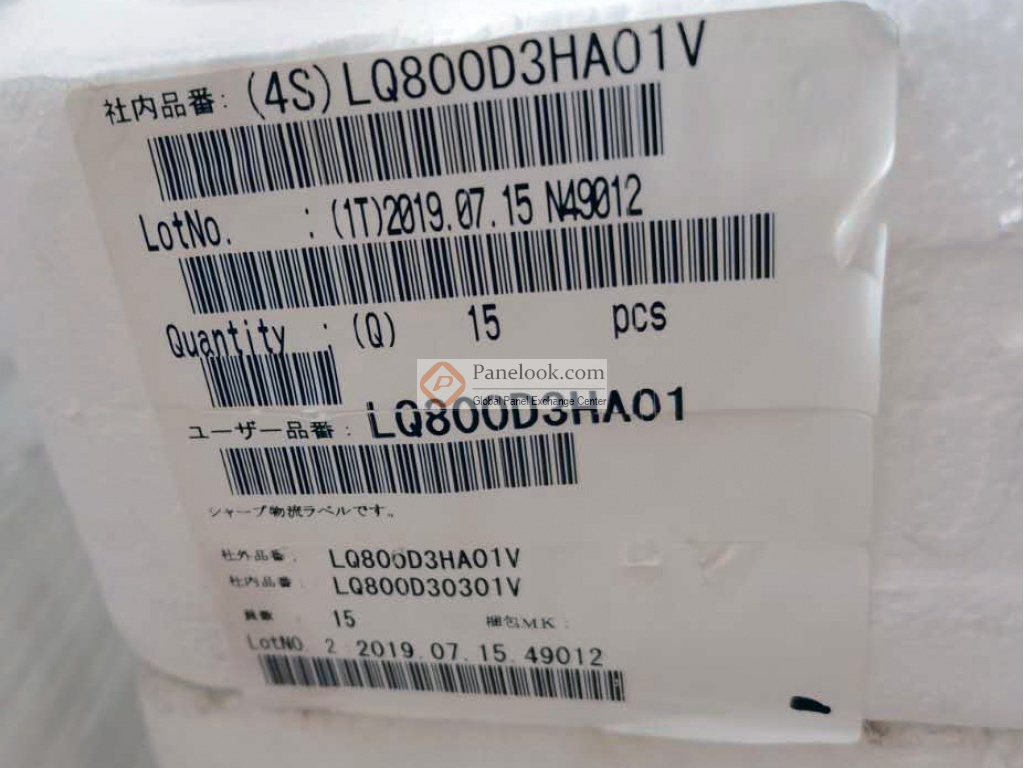 社内品番: (4S) LQ800D3HA01V
LotNo. : (1T)2019.07.15 N49012
Quantity : (Q) 15 pcs
Panelook.com
Global Panel Exchange Center
ユーザー品番: LQ800D3HA01
シャープ物流ラベルです。
社外品番: LQ800D3HA01V
社内品番: LQ800D30301V
員数: 15 梱包MK:
LotNO. 2:2019.07.15.49012